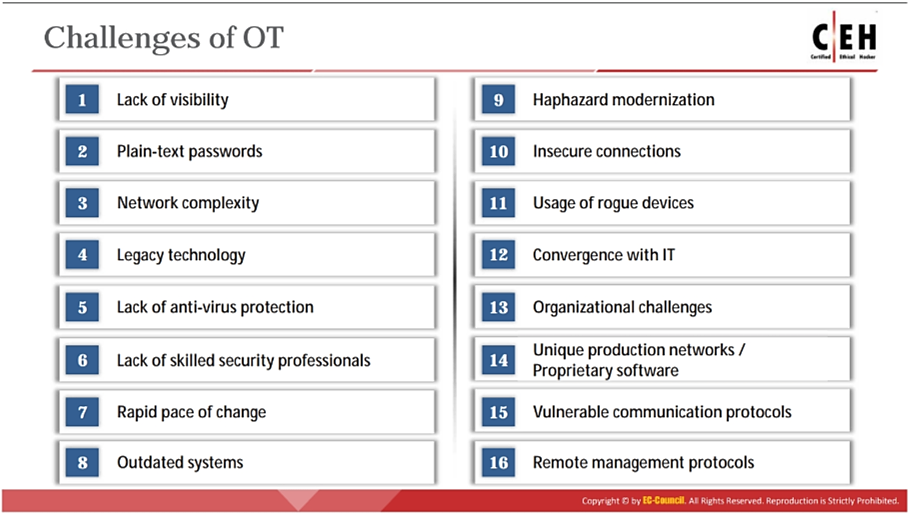 Challenges of OT
C|EH
Certified Ethical Hacker
1 Lack of visibility
2 Plain-text passwords
3 Network complexity
4 Legacy technology
5 Lack of anti-virus protection
6 Lack of skilled security professionals
7 Rapid pace of change
8 Outdated systems
9 Haphazard modernization
10 Insecure connections
11 Usage of rogue devices
12 Convergence with IT
13 Organizational challenges
14 Unique production networks /
Proprietary software
15 Vulnerable communication protocols
16 Remote management protocols
Copyright © by EC-Council. All Rights Reserved. Reproduction is Strictly Prohibited.